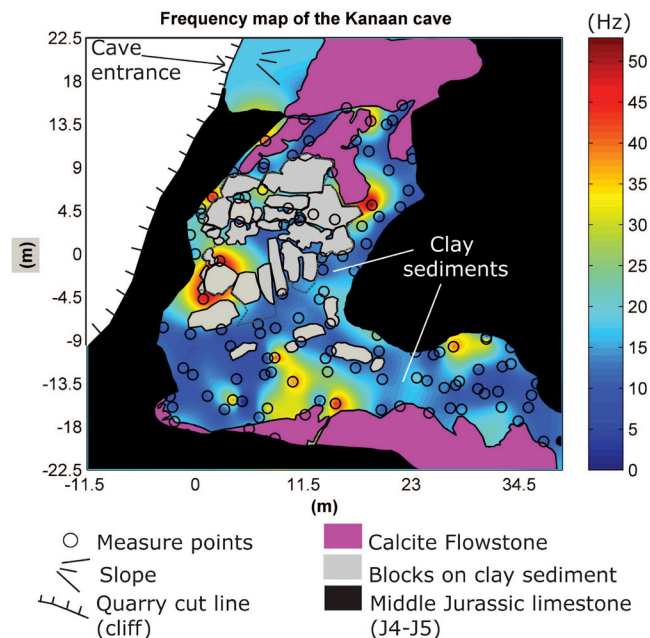 Frequency map of the Kanaan cave
(Hz)
Cave
entrance
Clay
sediments
22.5
18
13.5
9
4.5
0
-4.5
-9
-13.5
-18
-22.5
(m)
-11.5 0 11.5 23 34.5
(m)
50
45
40
35
30
25
20
15
10
5
0
Measure points
Slope
Quarry cut line
(cliff)
Calcite Flowstone
Blocks on clay sediment
Middle Jurassic limestone
(J4-J5)